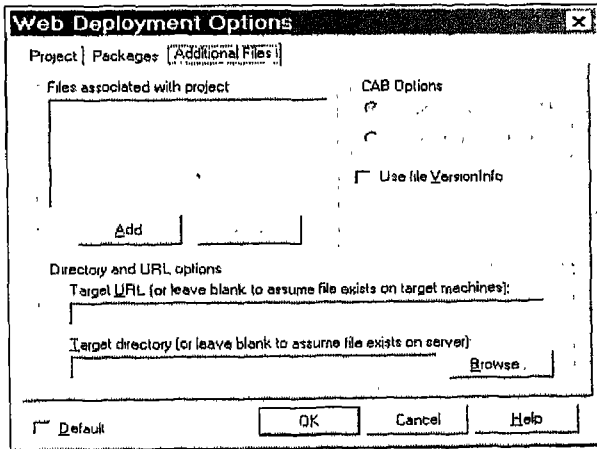 Web Deployment Options
Project Packages Additional Files
Files associated with project
CAB Options
Use file VersionInfo
Add
Directory and URL options
Target URL (or leave blank to assume file exists on target machines):
Target directory (or leave blank to assume file exists on server):
Browse
Default OK Cancel Help